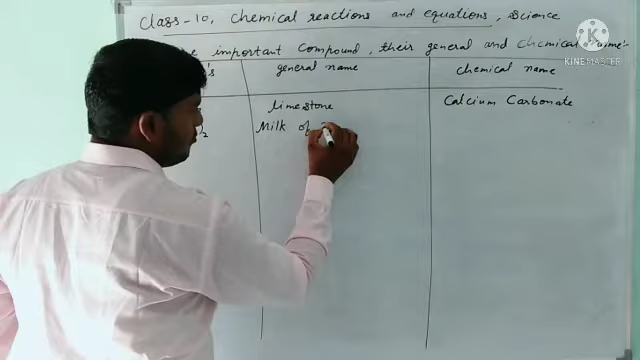 Class-10, Chemical reactions and equations, Science
important Compound, their general and chemical name:-
general name
chemical name
limestone
Calcium Carbonate
Milk of
KINEMASTER